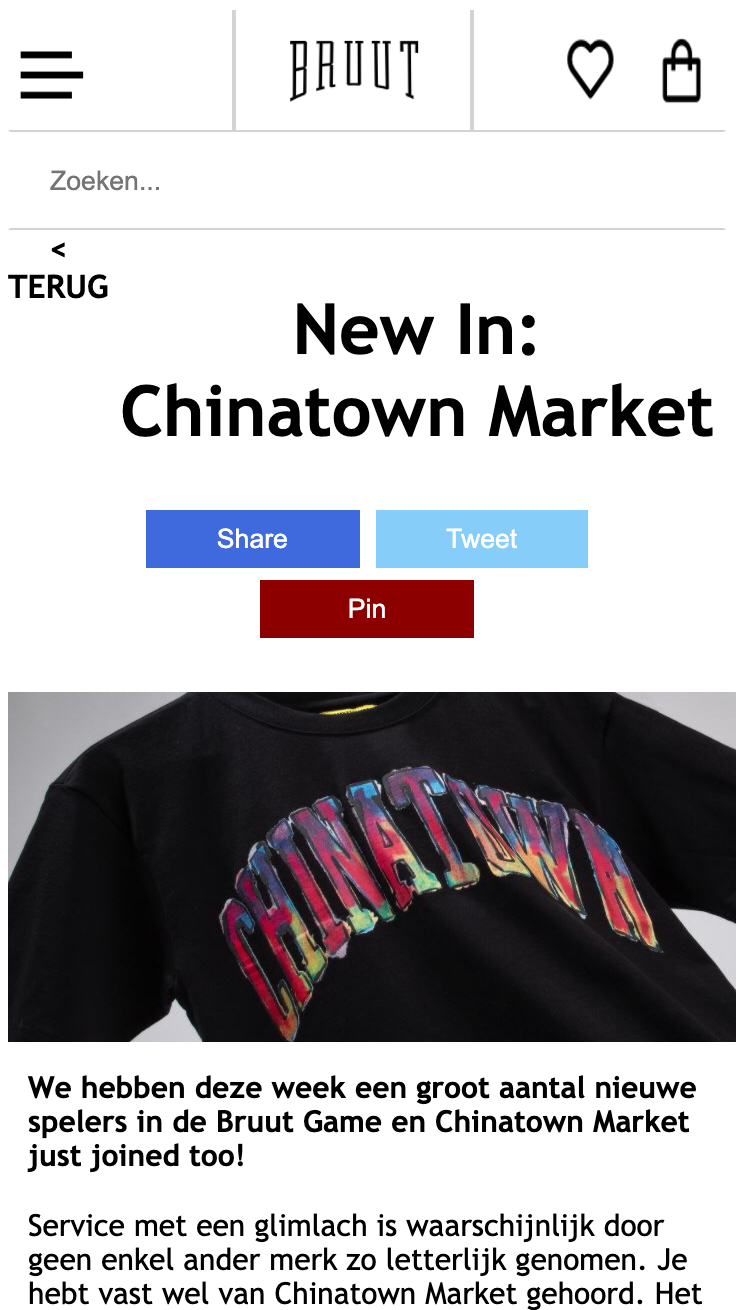 BRUUT
Zoeken...
<
TERUG
New In:
Chinatown Market
Share
Tweet
Pin
CHINATOWN
We hebben deze week een groot aantal nieuwe
spelers in de Bruut Game en Chinatown Market
just joined too!
Service met een glimlach is waarschijnlijk door
geen enkel ander merk zo letterlijk genomen. Je
hebt vast wel van Chinatown Market gehoord. Het